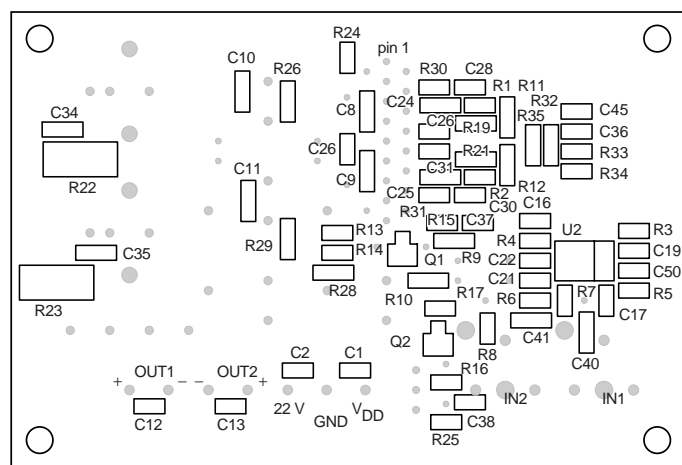 R24
pin 1
C10
R26
R30 C28
R1 R11
C34
C8
C24
R32
C45
C26 R19
R35
C36
R22
C26
C9
C31 R21
R33
R34
C11
C25
R2 R12
R31
R15 C37 C30
C16
R29
R13
R14
R9
R4
U2
R3
C35
R28
Q1
C22
C19
R23
R10
C21
C50
R17
R6
R7
R5
C17
Q2
R8
C41
C40
C2 C1
OUT1 OUT2
R16
+ − − +
22 V
GND
VDD
C12 C13
C38
R25
IN2 IN1